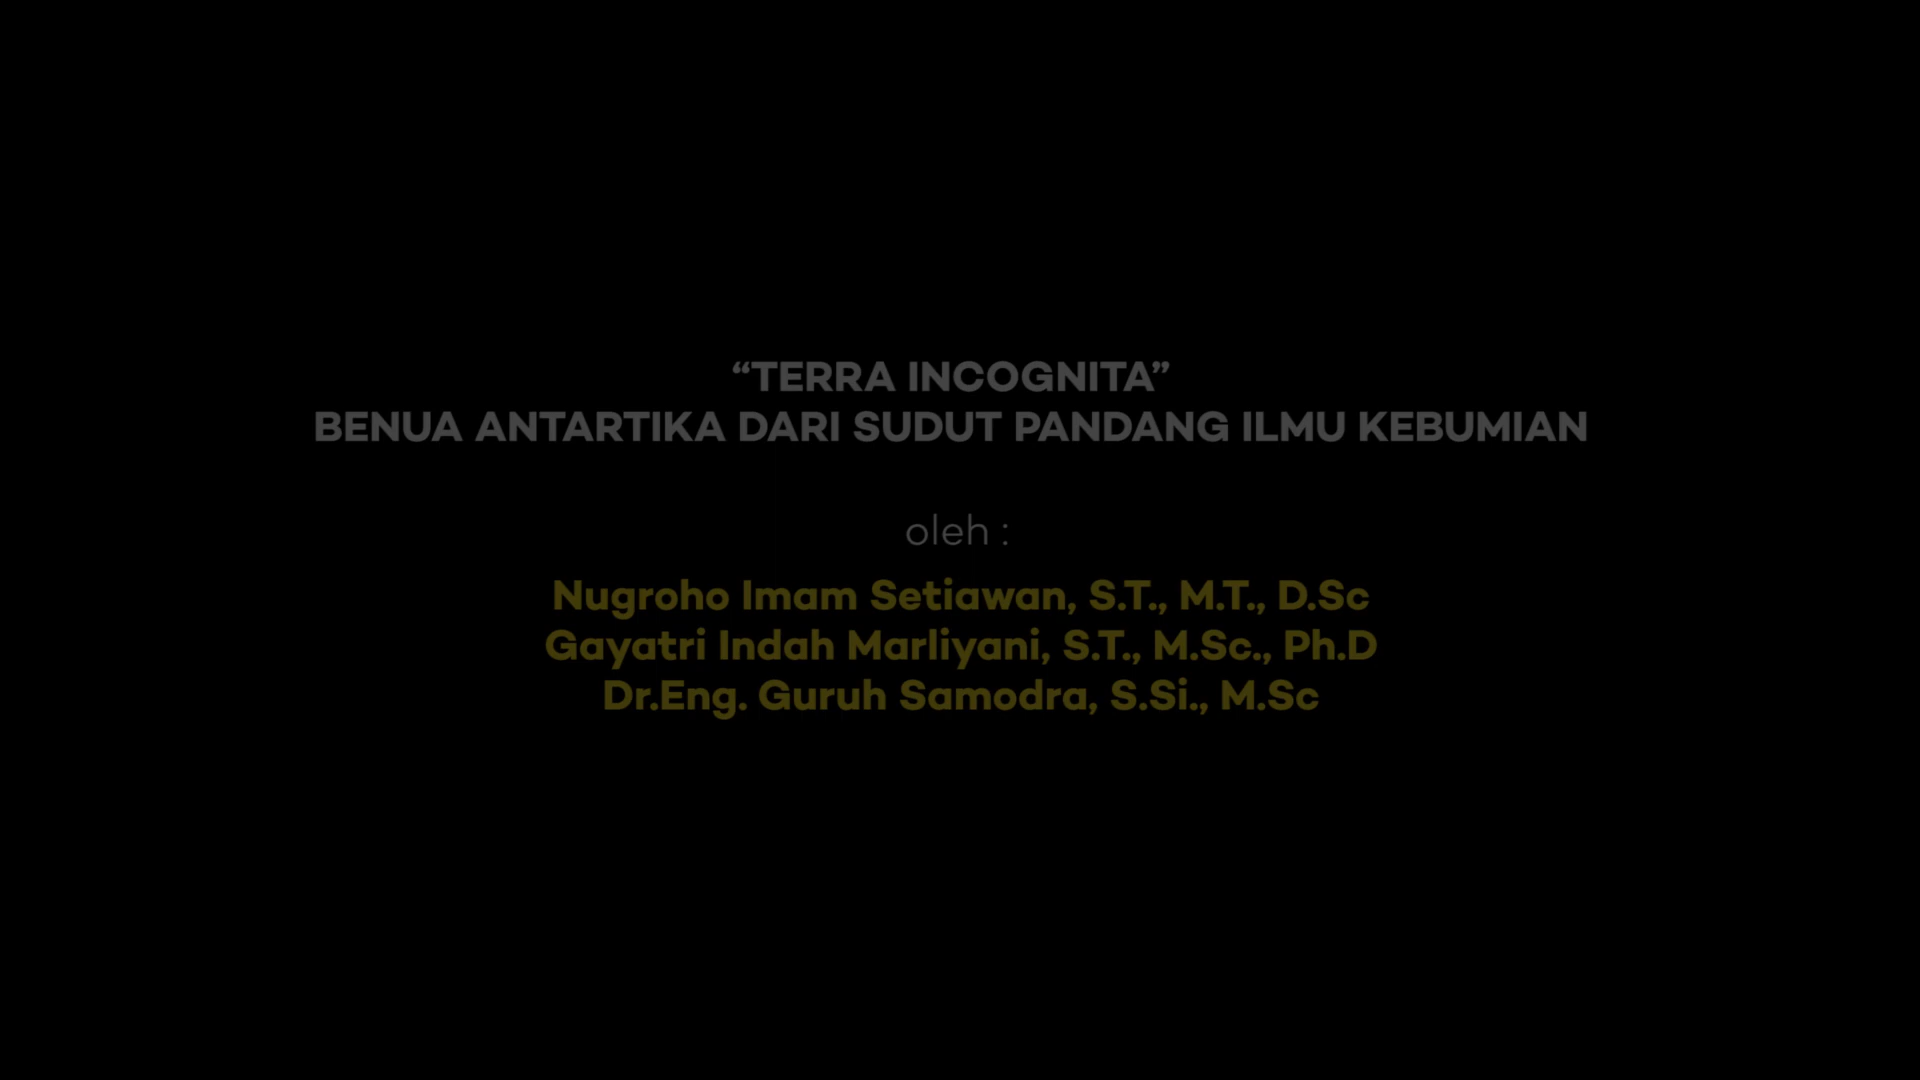 “TERRA INCOGNITA”
BENUA ANTARTIKA DARI SUDUT PANDANG ILMU KEBUMIAN
oleh :
Nugroho Imam Setiawan, S.T., M.T., D.Sc
Gayatri Indah Marliyani, S.T., M.Sc., Ph.D
Dr.Eng. Guruh Samodra, S.Si., M.Sc